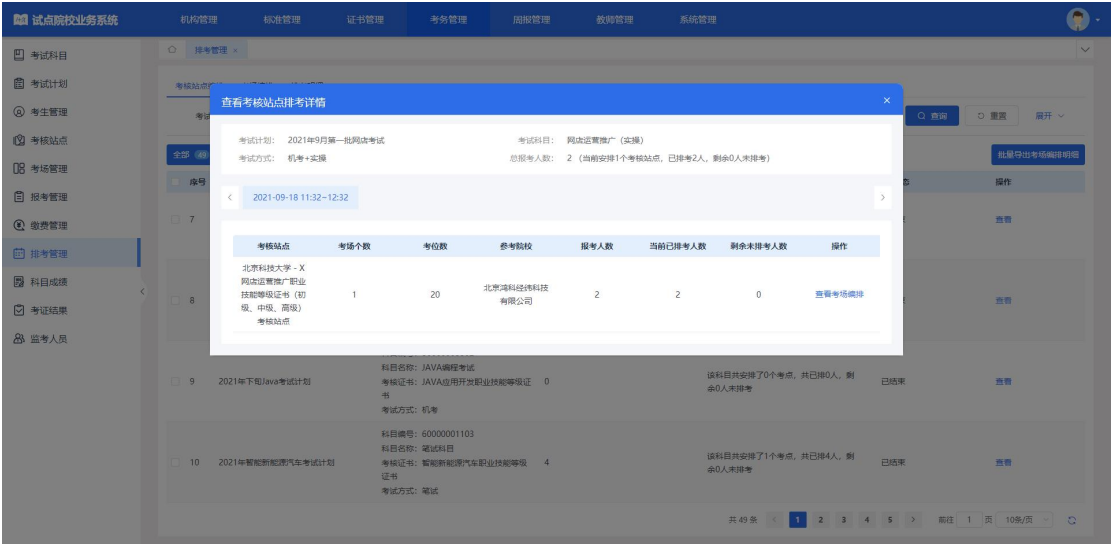 试点院校业务系统
机构管理 标准管理 证书管理 考务管理 周报管理 教师管理 系统管理
考试科目
考试计划
考生管理
考核站点
考场管理
报考管理
缴费管理
排考管理
科目成绩
考证结果
监考人员
排考管理 ×
考核站点
查询 重置 展开
全部 49
批量导出考场编排明细
序号 操作
7 查看
8 查看
查看考核站点排考详情 ×
考试计划: 2021年9月第一批网店考试 考试科目: 网店运营推广（实操）
考试方式: 机考+实操 总报考人数: 2（当前安排1个考核站点，已排考2人，剩余0人未排考）
< 2021-09-18 11:32~12:32 >
考核站点 考场个数 考位数 参考院校 报考人数 当前已排考人数 剩余未排考人数 操作
北京科技大学 - X
网店运营推广职业
技能等级证书（初
级、中级、高级）
考核站点
1 20
北京鸿科经纬科技
有限公司
2 2 0 查看考场编排
科目名称: JAVA编程考试
9 2021年下旬Java考试计划 考核证书: JAVA应用开发职业技能等级证 0
书
考试方式: 机考
该科目共安排了0个考点，共已排0人，剩
余0人未排考
已结束 查看
科目编号: 60000001103
科目名称: 笔试科目
10 2021年智能新能源汽车考试计划 考核证书: 智能新能源汽车职业技能等级 4
证书
考试方式: 笔试
该科目共安排了1个考点，共已排4人，剩
余0人未排考
已结束 查看
共 49 条 < 1 2 3 4 5 > 前往 1 页 10条/页